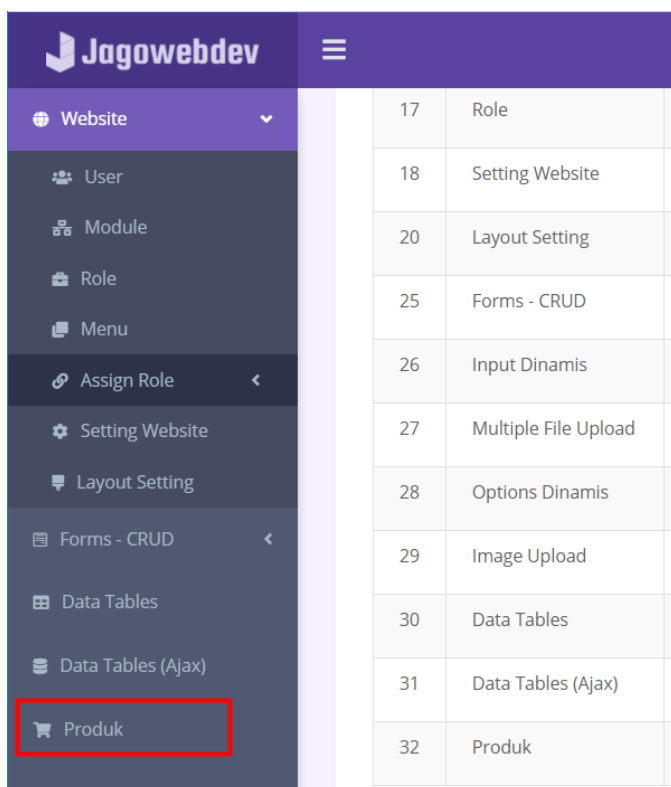 Jagowebdev
Website
User
Module
Role
Menu
Assign Role
Setting Website
Layout Setting
Forms - CRUD
Data Tables
Data Tables (Ajax)
Produk
17 Role
18 Setting Website
20 Layout Setting
25 Forms - CRUD
26 Input Dinamis
27 Multiple File Upload
28 Options Dinamis
29 Image Upload
30 Data Tables
31 Data Tables (Ajax)
32 Produk